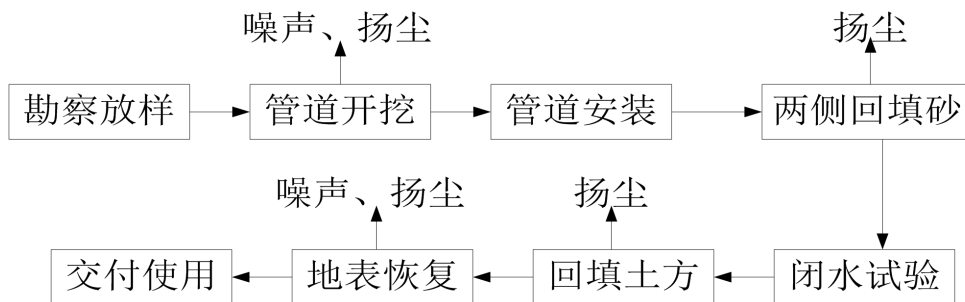 噪声、扬尘
扬尘
勘察放样
管道开挖
管道安装
两侧回填砂
噪声、扬尘
扬尘
交付使用
地表恢复
回填土方
闭水试验